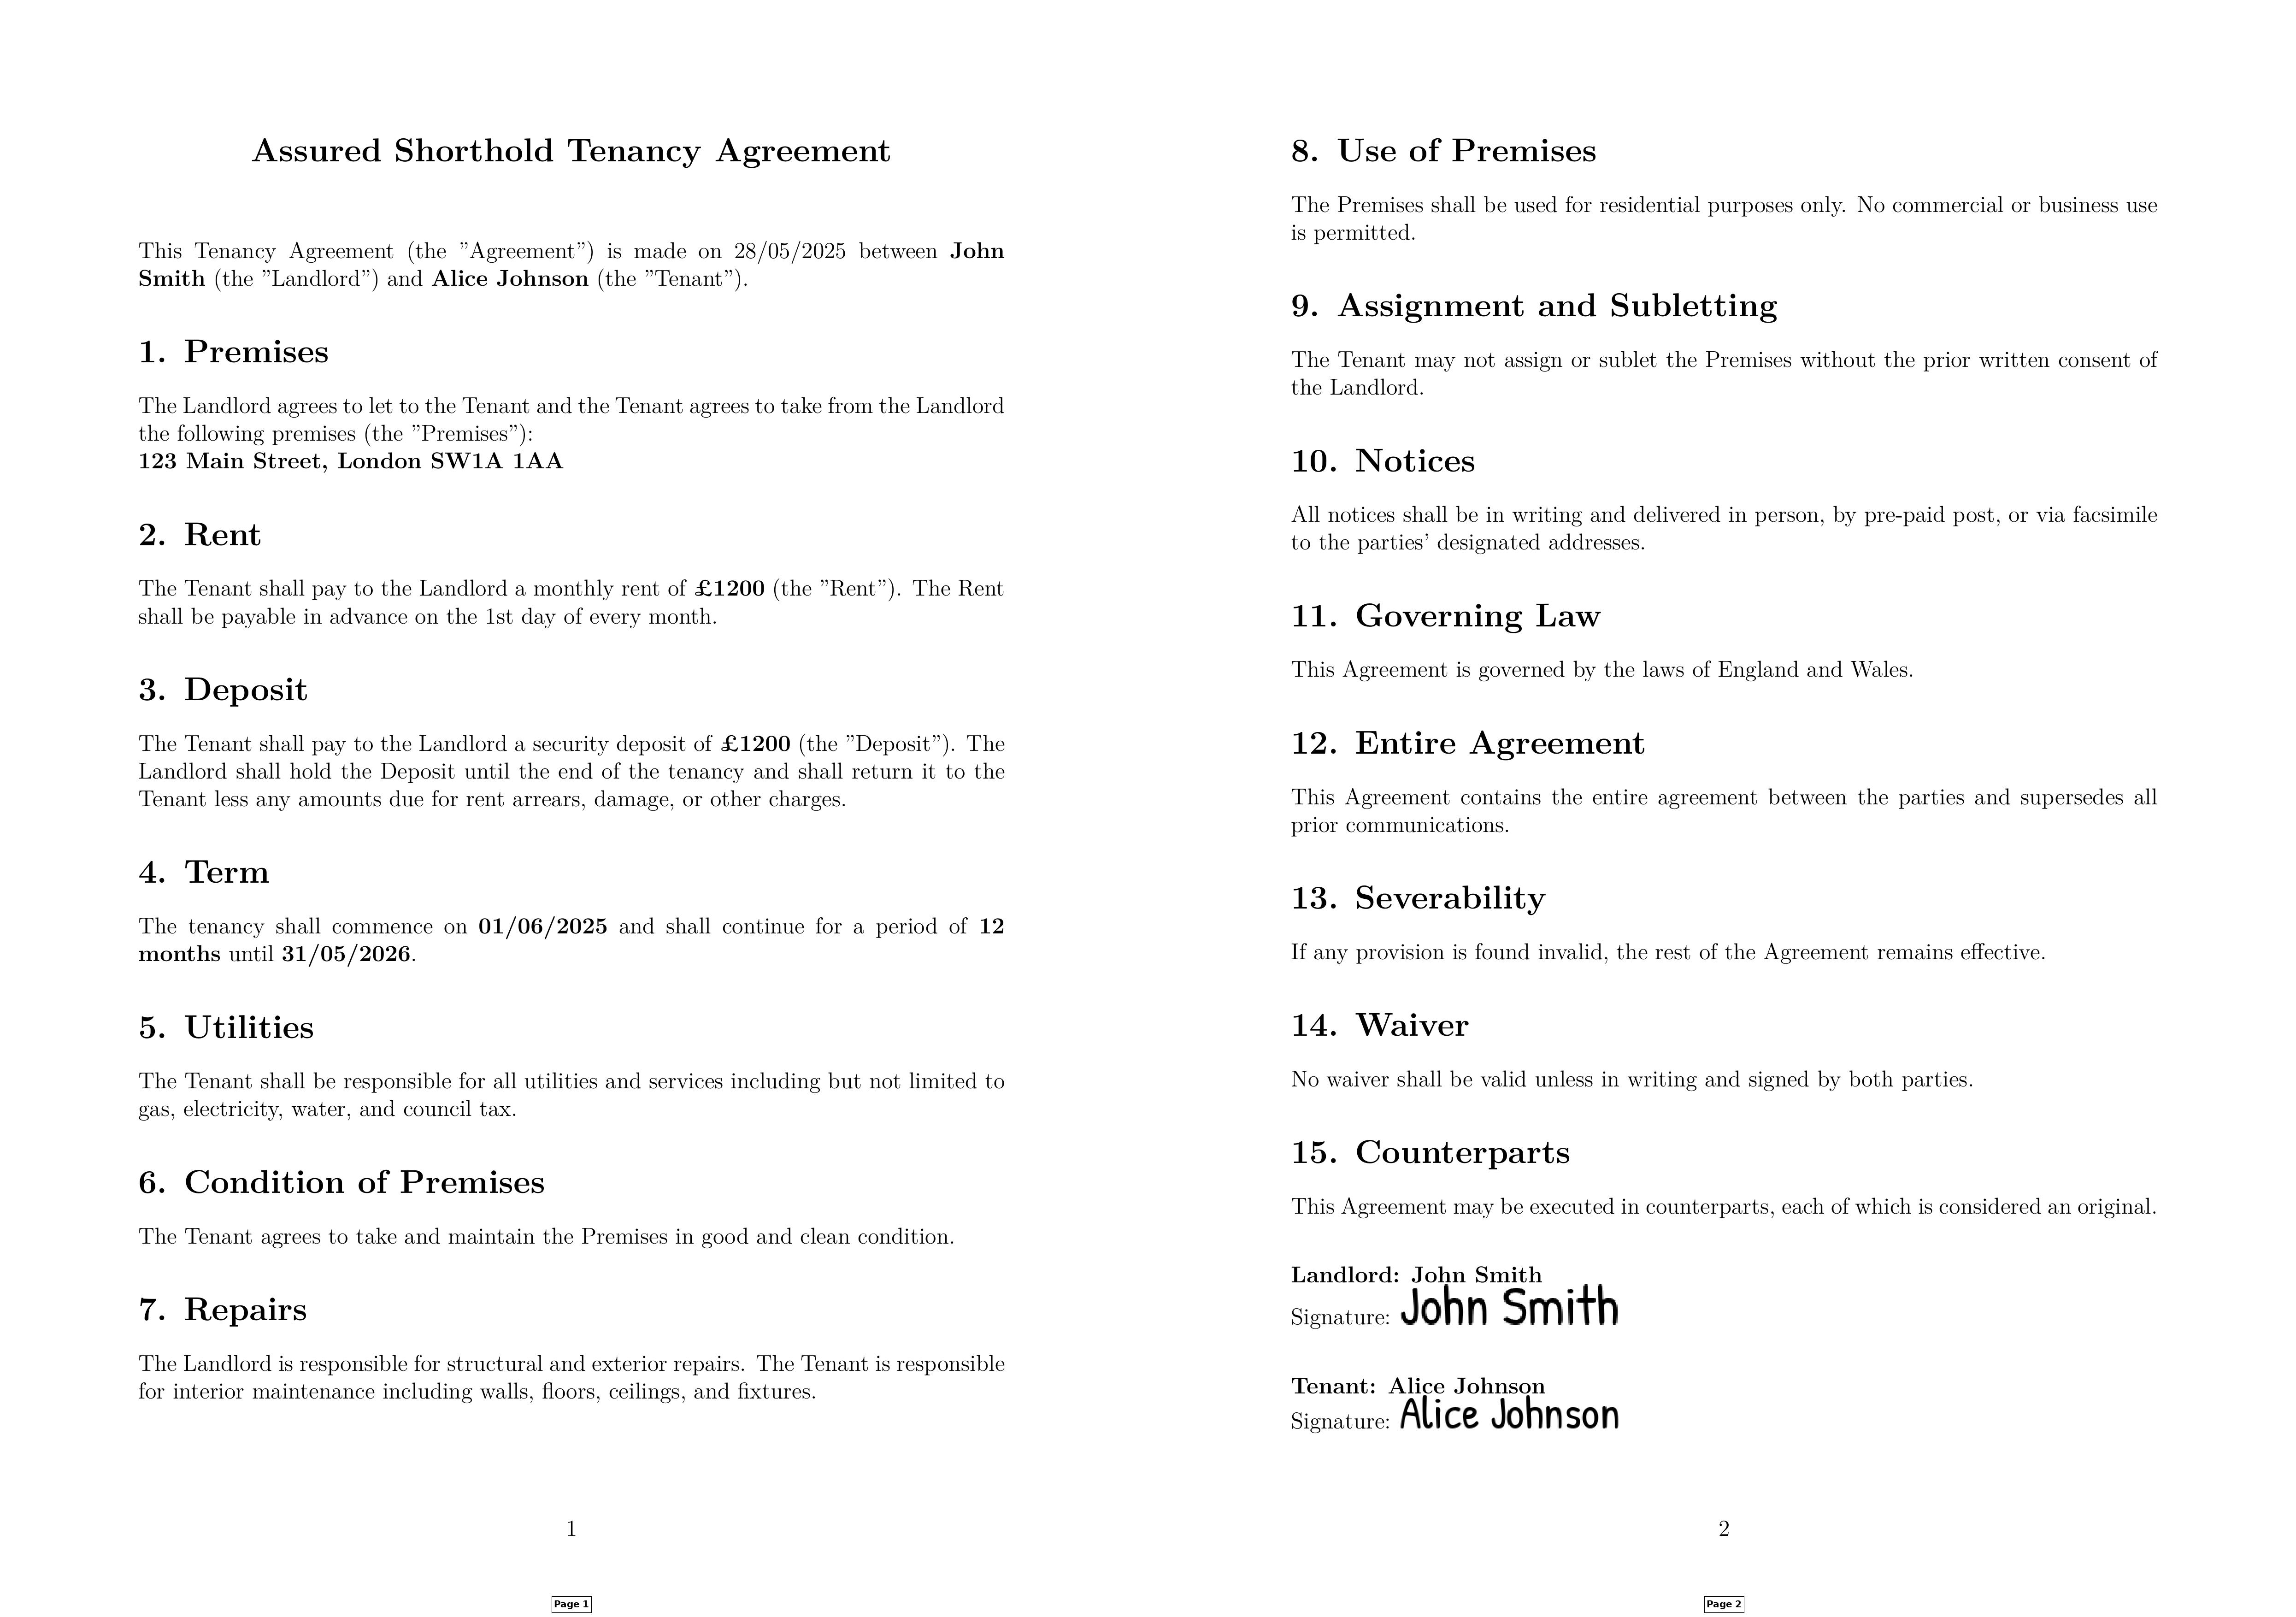 Assured Shorthold Tenancy Agreement
This Tenancy Agreement (the ”Agreement”) is made on 28/05/2025 between John
Smith (the ”Landlord”) and Alice Johnson (the ”Tenant”).
1. Premises
The Landlord agrees to let to the Tenant and the Tenant agrees to take from the Landlord
the following premises (the ”Premises”):
123 Main Street, London SW1A 1AA
2. Rent
The Tenant shall pay to the Landlord a monthly rent of £1200 (the ”Rent”). The Rent
shall be payable in advance on the 1st day of every month.
3. Deposit
The Tenant shall pay to the Landlord a security deposit of £1200 (the ”Deposit”). The
Landlord shall hold the Deposit until the end of the tenancy and shall return it to the
Tenant less any amounts due for rent arrears, damage, or other charges.
4. Term
The tenancy shall commence on 01/06/2025 and shall continue for a period of 12
months until 31/05/2026.
5. Utilities
The Tenant shall be responsible for all utilities and services including but not limited to
gas, electricity, water, and council tax.
6. Condition of Premises
The Tenant agrees to take and maintain the Premises in good and clean condition.
7. Repairs
The Landlord is responsible for structural and exterior repairs. The Tenant is responsible
for interior maintenance including walls, floors, ceilings, and fixtures.
1
Page 1
8. Use of Premises
The Premises shall be used for residential purposes only. No commercial or business use
is permitted.
9. Assignment and Subletting
The Tenant may not assign or sublet the Premises without the prior written consent of
the Landlord.
10. Notices
All notices shall be in writing and delivered in person, by pre-paid post, or via facsimile
to the parties’ designated addresses.
11. Governing Law
This Agreement is governed by the laws of England and Wales.
12. Entire Agreement
This Agreement contains the entire agreement between the parties and supersedes all
prior communications.
13. Severability
If any provision is found invalid, the rest of the Agreement remains effective.
14. Waiver
No waiver shall be valid unless in writing and signed by both parties.
15. Counterparts
This Agreement may be executed in counterparts, each of which is considered an original.
Landlord: John Smith
Signature: John Smith
Tenant: Alice Johnson
Signature: Alice Johnson
2
Page 2